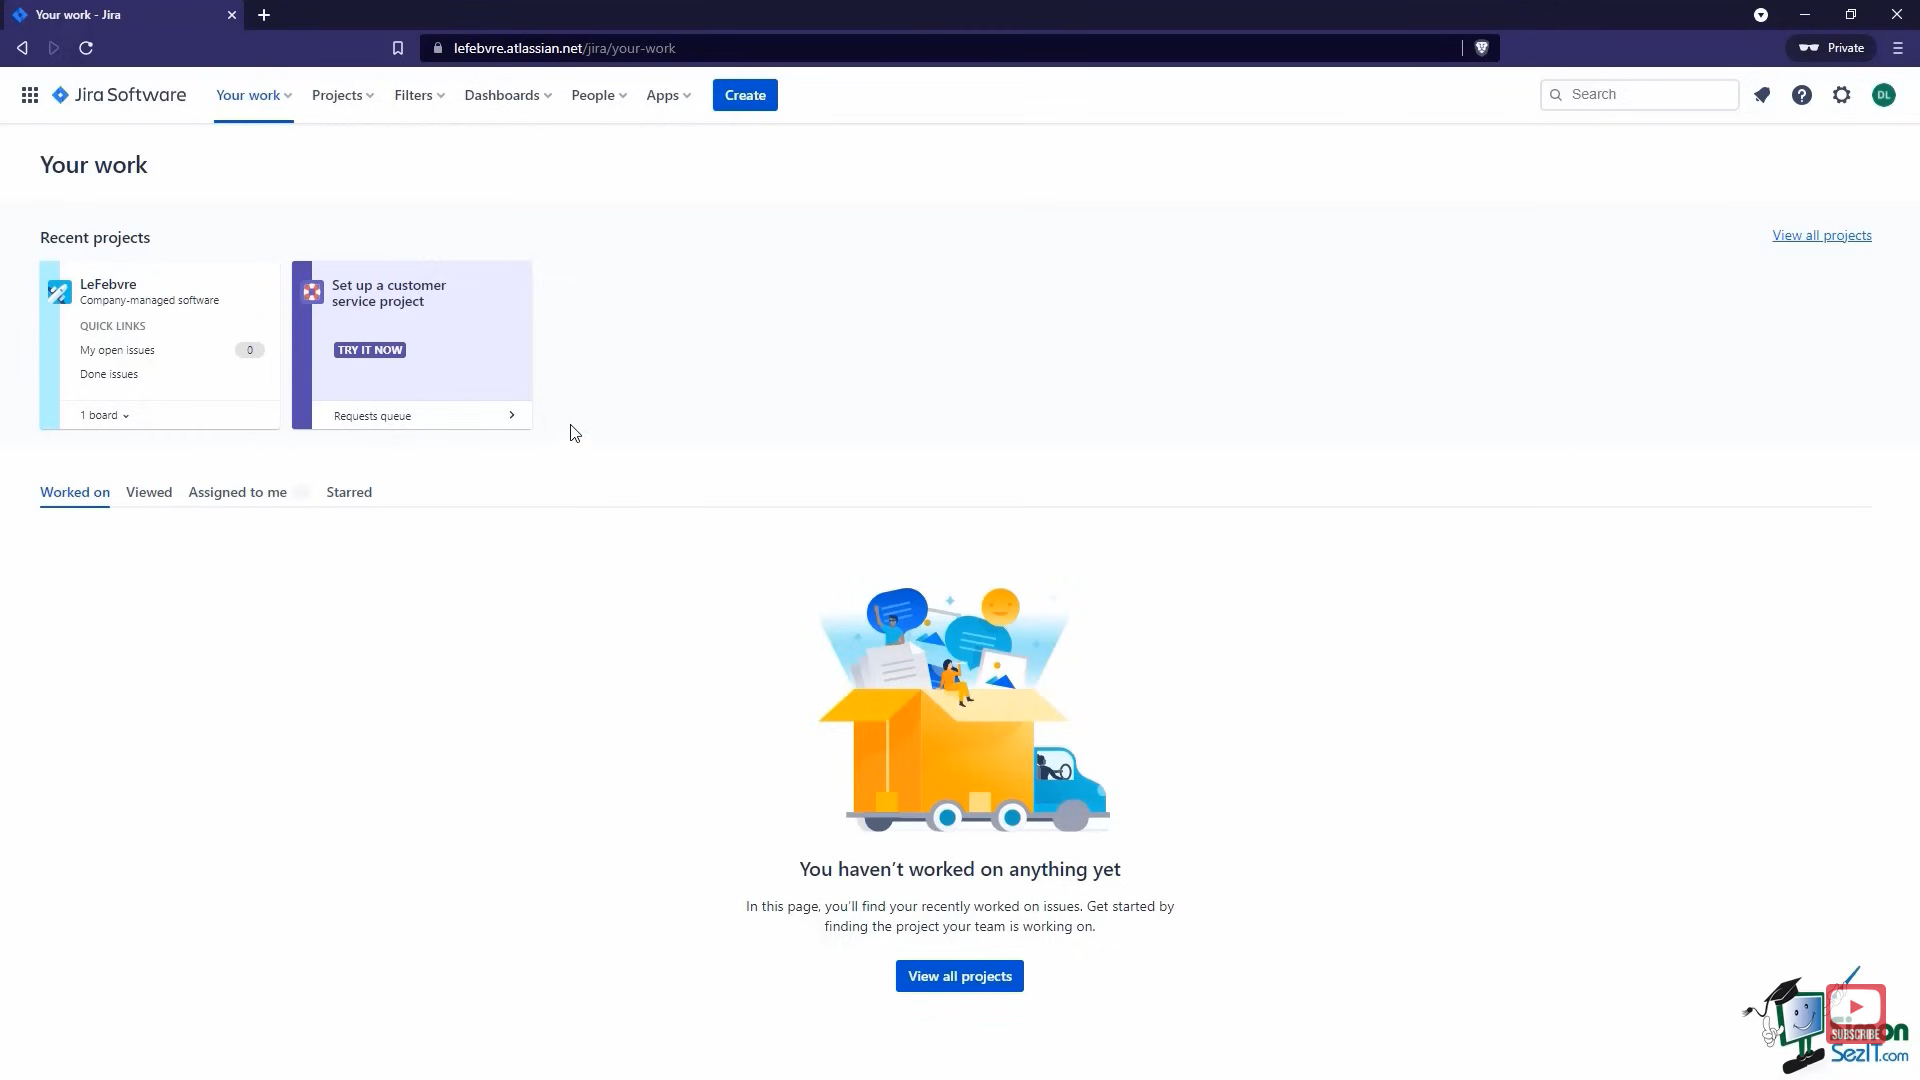 Your work - Jira
lefebvre.atlassian.net/jira/your-work
Private
Jira Software
Your work
Projects
Filters
Dashboards
People
Apps
Create
Search
DL
Your work
Recent projects
View all projects
LeFebvre
Company-managed software
QUICK LINKS
My open issues 0
Done issues
1 board
Set up a customer
service project
TRY IT NOW
Requests queue
Worked on
Viewed
Assigned to me
Starred
You haven’t worked on anything yet
In this page, you’ll find your recently worked on issues. Get started by
finding the project your team is working on.
View all projects
SUBSCRIBE
SezIT.com